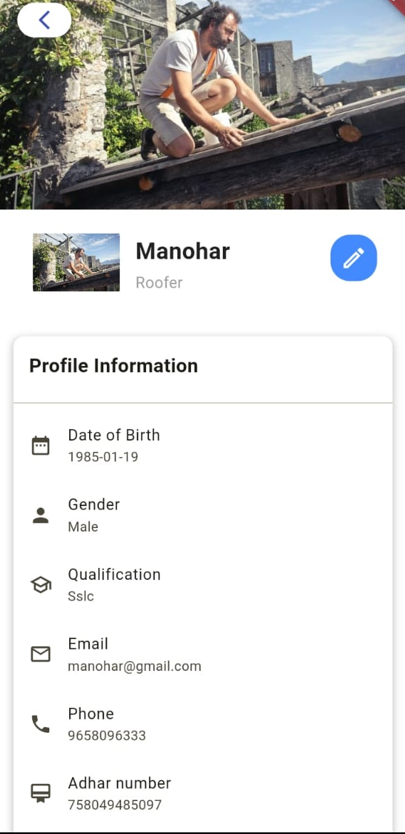 Manohar
Roofer
Profile Information
Date of Birth
1985-01-19
Gender
Male
Qualification
Sslc
Email
manohar@gmail.com
Phone
9658096333
Adhar number
758049485097